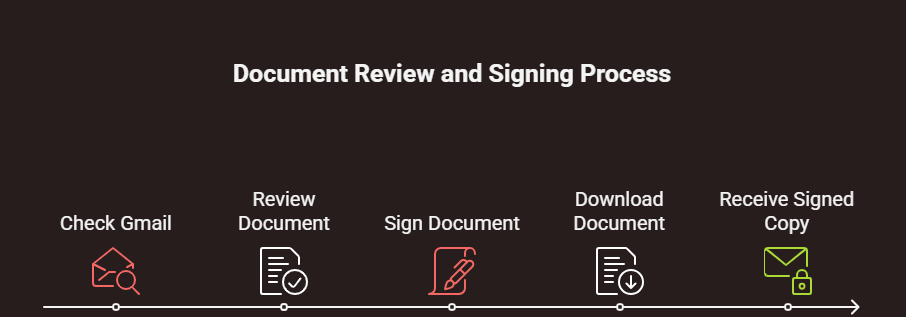 Document Review and Signing Process
Check Gmail
Review
Document
Sign Document
Download
Document
Receive Signed
Copy